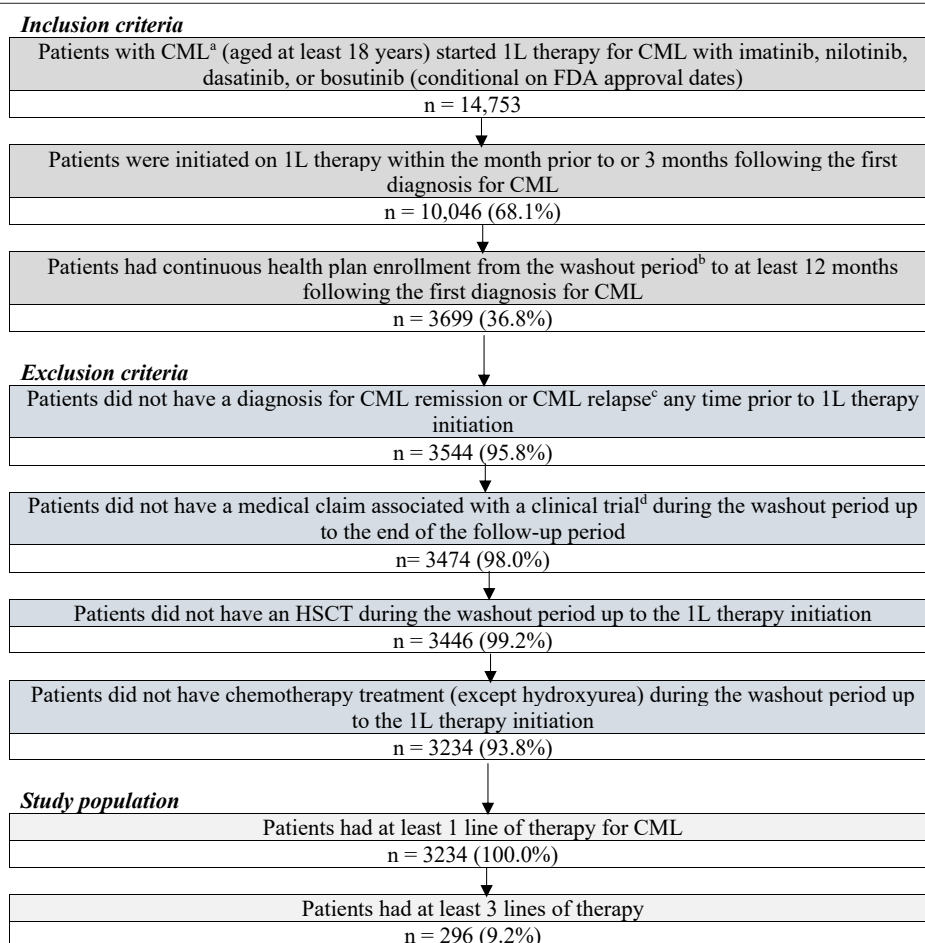 Inclusion criteria
Patients with CMLa (aged at least 18 years) started 1L therapy for CML with imatinib, nilotinib,
dasatinib, or bosutinib (conditional on FDA approval dates)
n = 14,753
Patients were initiated on 1L therapy within the month prior to or 3 months following the first
diagnosis for CML
n = 10,046 (68.1%)
Patients had continuous health plan enrollment from the washout periodb to at least 12 months
following the first diagnosis for CML
n = 3699 (36.8%)
Exclusion criteria
Patients did not have a diagnosis for CML remission or CML relapsec any time prior to 1L therapy
initiation
n = 3544 (95.8%)
Patients did not have a medical claim associated with a clinical triald during the washout period up
to the end of the follow-up period
n= 3474 (98.0%)
Patients did not have an HSCT during the washout period up to the 1L therapy initiation
n = 3446 (99.2%)
Patients did not have chemotherapy treatment (except hydroxyurea) during the washout period up
to the 1L therapy initiation
n = 3234 (93.8%)
Study population
Patients had at least 1 line of therapy for CML
n = 3234 (100.0%)
Patients had at least 3 lines of therapy
n = 296 (9.2%)